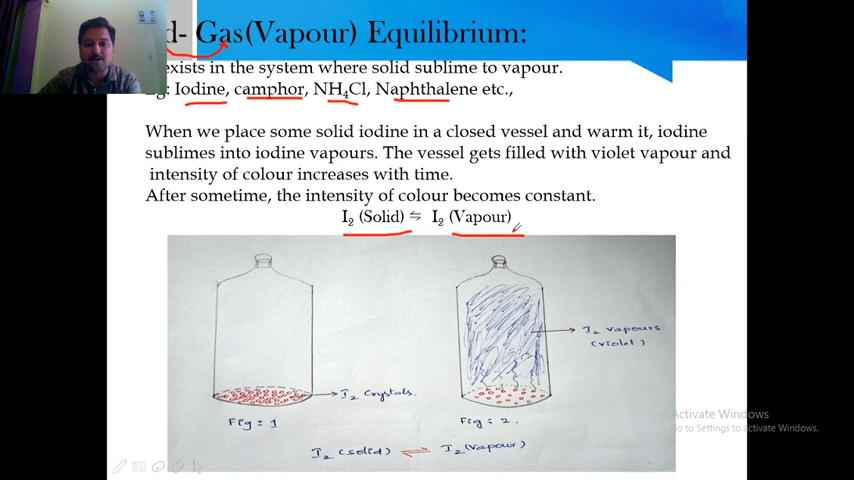 d- Gas(Vapour) Equilibrium:
exists in the system where solid sublime to vapour.
Eg: Iodine, camphor, NH₄Cl, Naphthalene etc.,
When we place some solid iodine in a closed vessel and warm it, iodine
sublimes into iodine vapours. The vessel gets filled with violet vapour and
intensity of colour increases with time.
After sometime, the intensity of colour becomes constant.
I₂ (Solid) ⇋ I₂ (Vapour)
I₂ vapours
(violet)
I₂ Crystals.
Fig : 1
Fig : 2.
I₂ (solid) ⇌ I₂ (Vapour)
Activate Windows
Go to Settings to activate Windows.